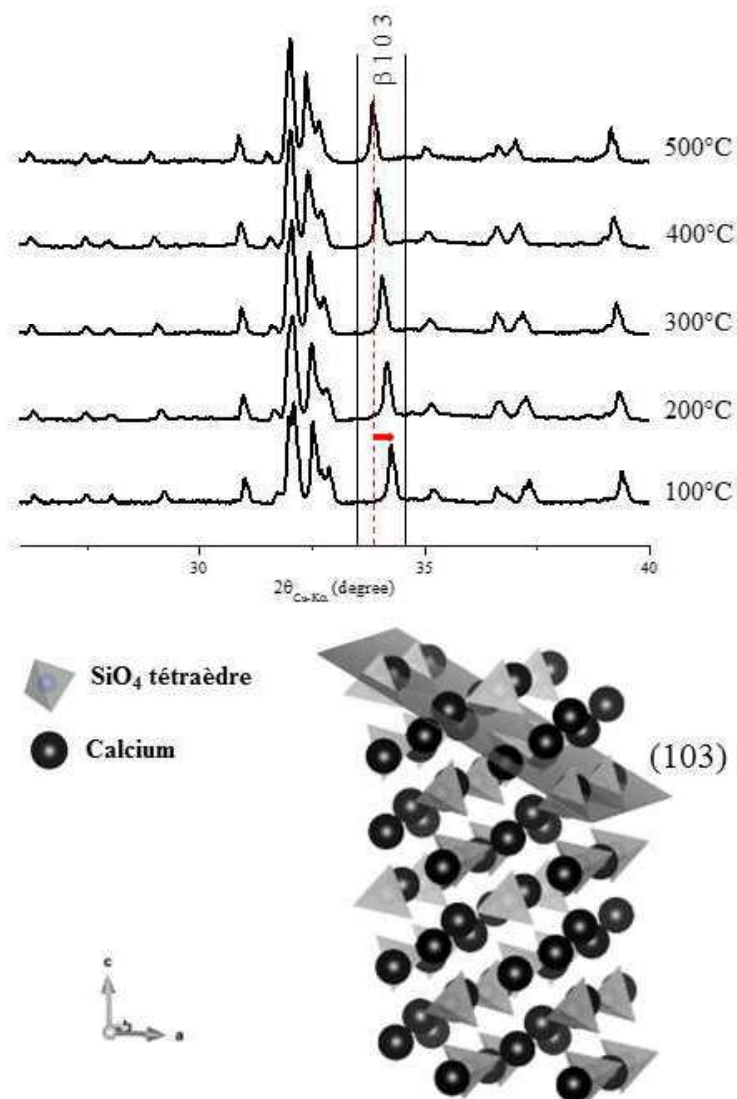 β 1 0 3
500°C
400°C
300°C
200°C
100°C
30 35 40
2θCu-Kα (degree)
SiO4 tétraèdre
Calcium
(103)
c
b
a